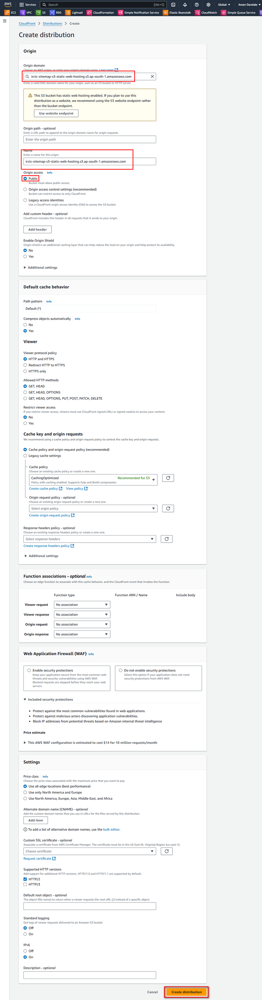 aws Services Search [Alt+S] Global Aman Dandale
EC2 VPC S3 RDS Lightsail CloudFormation Simple Notification Service Elastic Beanstalk CloudWatch Simple Queue Service
CloudFront > Distributions > Create
Create distribution
Origin
Origin domain
Choose an AWS origin, or enter your origin's domain name. Learn more
irctc-sitemap-s3-static-web-hosting.s3.ap-south-1.amazonaws.com
Enter a valid DNS domain name for your origin, such as an S3 bucket or HTTP server.
This S3 bucket has static web hosting enabled. If you plan to use this
distribution as a website, we recommend using the S3 website endpoint rather
than the bucket endpoint.
Use website endpoint
Origin path - optional
Enter a URL path to append to the origin domain name for origin requests.
Enter the origin path
Name
Enter a name for this origin.
irctc-sitemap-s3-static-web-hosting.s3.ap-south-1.amazonaws.com
Origin access Info
Public
Bucket must allow public access.
Origin access control settings (recommended)
Bucket can restrict access to only CloudFront.
Legacy access identities
Use a CloudFront origin access identity (OAI) to access the S3 bucket.
Add custom header - optional
CloudFront includes this header in all requests that it sends to your origin.
Add header
Enable Origin Shield
Origin shield is an additional caching layer that can help reduce the load on your origin and help protect its availability.
No
Yes
Additional settings
Default cache behavior
Path pattern Info
Default (*)
Compress objects automatically Info
No
Yes
Viewer
Viewer protocol policy
HTTP and HTTPS
Redirect HTTP to HTTPS
HTTPS only
Allowed HTTP methods
GET, HEAD
GET, HEAD, OPTIONS
GET, HEAD, OPTIONS, PUT, POST, PATCH, DELETE
Restrict viewer access
If you restrict viewer access, viewers must use CloudFront signed URLs or signed cookies to access your content.
No
Yes
Cache key and origin requests
We recommend using a cache policy and origin request policy to control the cache key and origin requests.
Cache policy and origin request policy (recommended)
Legacy cache settings
Cache policy
Choose an existing cache policy or create a new one.
CachingOptimized Recommended for S3
Policy with caching enabled. Supports Gzip and Brotli compression.
Create cache policy View policy
Origin request policy - optional
Choose an existing origin request policy or create a new one.
Select origin policy
Create origin request policy
Response headers policy - optional
Choose an existing response headers policy or create a new one.
Select response headers
Create response headers policy
Additional settings
Function associations - optional Info
Choose an edge function to associate with this cache behavior, and the CloudFront event that invokes the function.
Function type Function ARN / Name Include body
Viewer request No association
Viewer response No association
Origin request No association
Origin response No association
Web Application Firewall (WAF) Info
Enable security protections
Keep your application secure from the most common web
threats and security vulnerabilities using AWS WAF.
Blocked requests are stopped before they reach your web
servers.
Do not enable security protections
Select this option if your application does not need
security protections from AWS WAF.
Included security protections
• Protect against the most common vulnerabilities found in web applications.
• Protect against malicious actors discovering application vulnerabilities.
• Block IP addresses from potential threats based on Amazon internal threat intelligence
Price estimate
This AWS WAF configuration is estimated to cost $14 for 10 million requests/month
Settings
Price class Info
Choose the price class associated with the maximum price that you want to pay.
Use all edge locations (best performance)
Use only North America and Europe
Use North America, Europe, Asia, Middle East, and Africa
Alternate domain name (CNAME) - optional
Add the custom domain names that you use in URLs for the files served by this distribution.
Add item
To add a list of alternative domain names, use the bulk editor.
Custom SSL certificate - optional
Associate a certificate from AWS Certificate Manager. The certificate must be in the US East (N. Virginia) Region (us-east-1).
Choose certificate
Request certificate
Supported HTTP versions
Add support for additional HTTP versions. HTTP/1.0 and HTTP/1.1 are supported by default.
HTTP/2
HTTP/3
Default root object - optional
The object (file name) to return when a viewer requests the root URL (/) instead of a specific object.
Standard logging
Get logs of viewer requests delivered to an Amazon S3 bucket.
Off
On
IPv6
Off
On
Description - optional
Cancel Create distribution